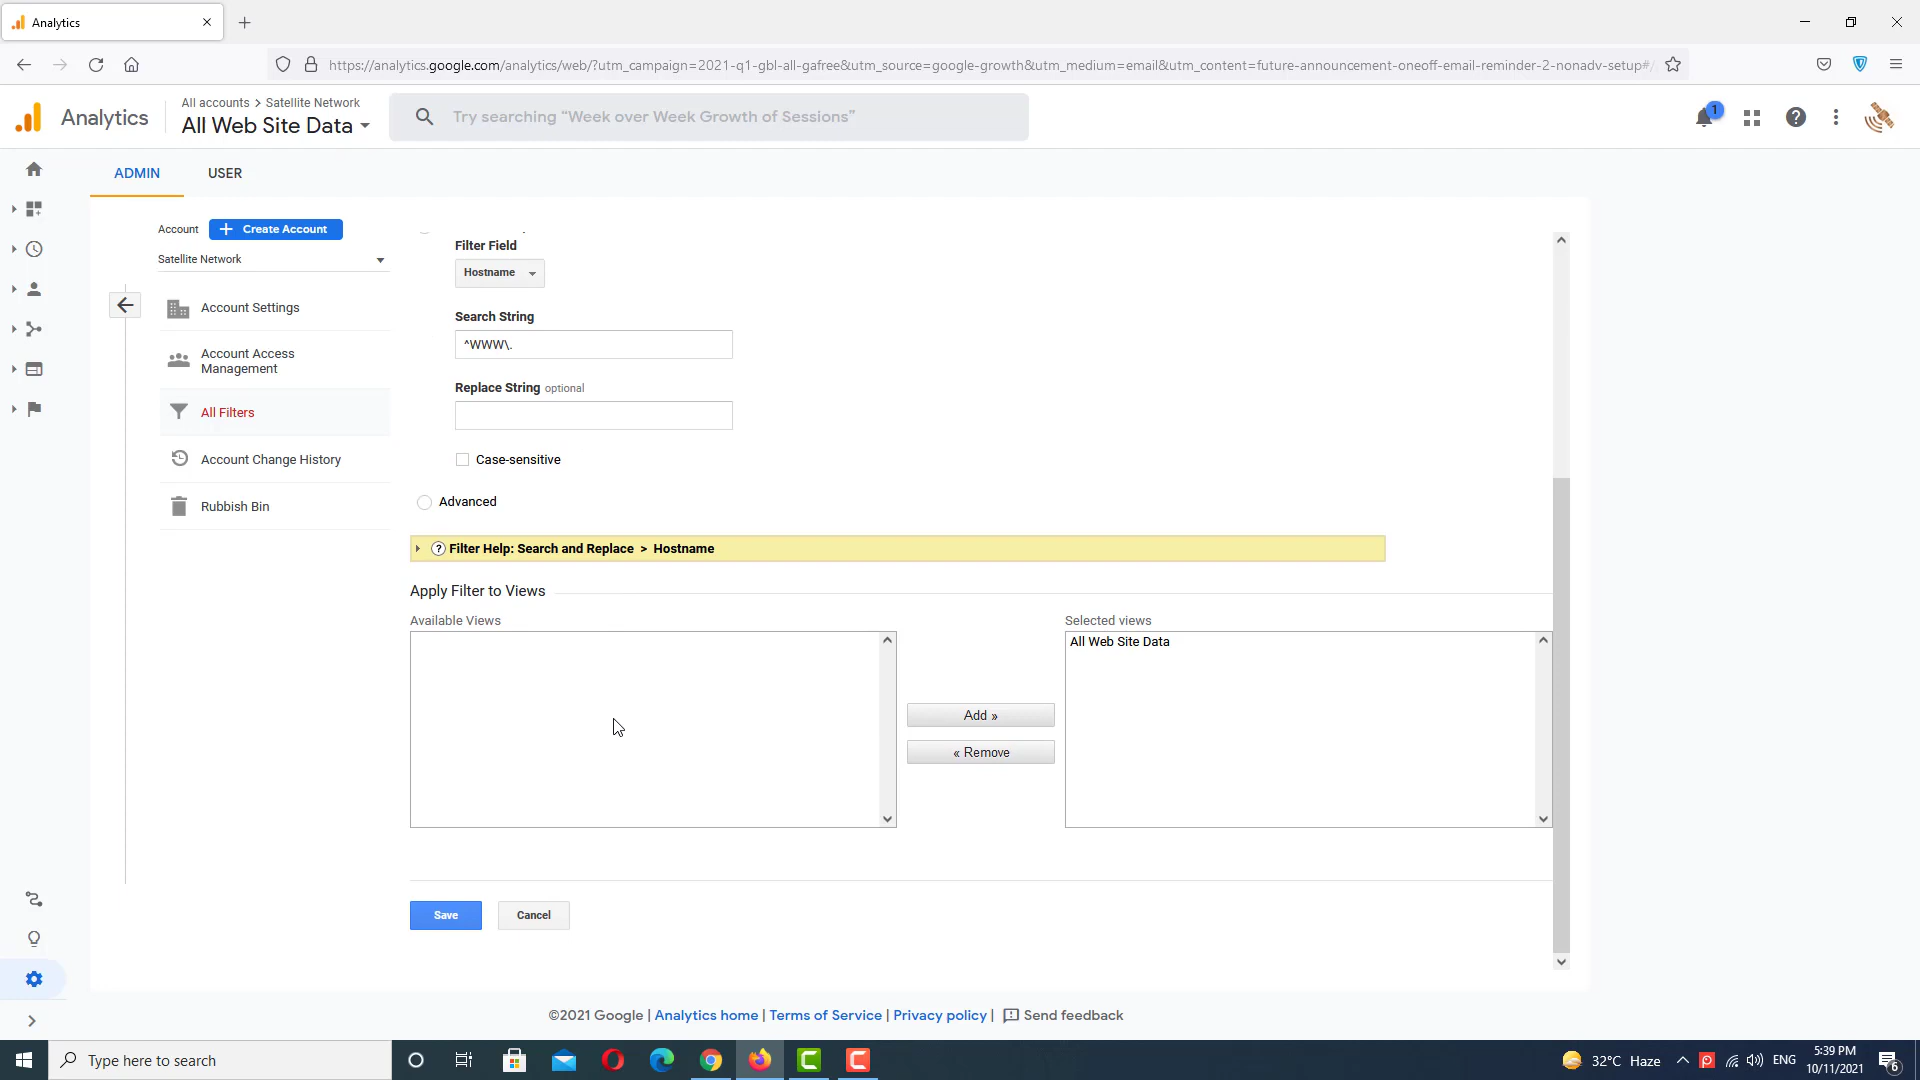 Analytics
https://analytics.google.com/analytics/web/?utm_campaign=2021-q1-gbl-all-gafree&utm_source=google-growth&utm_medium=email&utm_content=future-announcement-oneoff-email-reminder-2-nonadv-setup#/
Analytics
All accounts > Satellite Network
All Web Site Data
Try searching “Week over Week Growth of Sessions”
1
ADMIN
USER
Account
Create Account
Satellite Network
Account Settings
Account Access
Management
All Filters
Account Change History
Rubbish Bin
Filter Field
Hostname
Search String
^WWW\.
Replace String optional
Case-sensitive
Advanced
Filter Help: Search and Replace > Hostname
Apply Filter to Views
Available Views
Selected views
All Web Site Data
Add »
« Remove
Save
Cancel
©2021 Google | Analytics home | Terms of Service | Privacy policy | Send feedback
Type here to search
32°C Haze
ENG
5:39 PM
10/11/2021
6